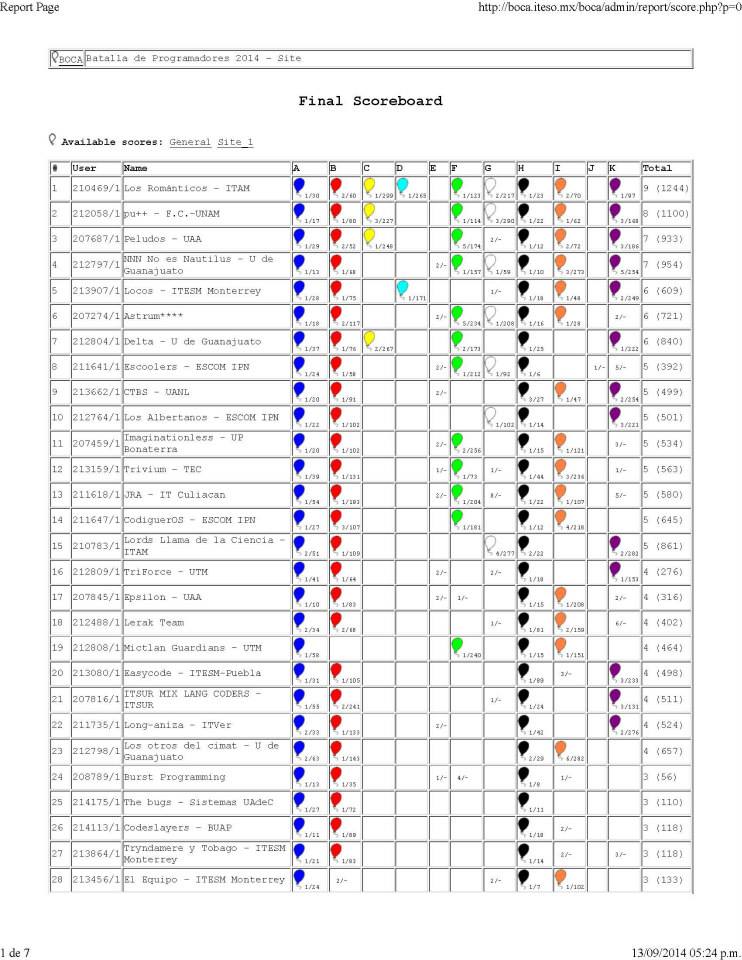 Report Page http://boca.iteso.mx/boca/admin/report/score.php?p=0
BOCA Batalla de Programadores 2014 - Site
Final Scoreboard
Available scores: General Site_1
# User Name A B C D E F G H I J K Total
1 210469/1 Los Románticos - ITAM 1/30 2/60 1/299 1/265 1/123 2/217 1/23 2/70 1/97 9 (1244)
2 212058/1 pu++ - F.C.-UNAM 1/17 1/80 3/227 1/114 3/290 1/22 1/62 3/168 8 (1100)
3 207687/1 Peludos - UAA 1/29 2/52 1/248 5/174 2/- 1/12 2/72 3/186 7 (933)
4 212797/1 NNN No es Nautilus - U de Guanajuato 1/13 1/68 2/- 1/157 1/59 1/10 3/273 5/254 7 (954)
5 213907/1 Locos - ITESM Monterrey 1/28 1/75 1/171 1/- 1/18 1/48 2/249 6 (609)
6 207274/1 Astrum**** 1/18 2/117 2/- 5/234 1/208 1/16 1/28 2/- 6 (721)
7 212804/1 Delta - U de Guanajuato 1/37 1/76 2/267 2/173 1/25 1/222 6 (840)
8 211641/1 Escoolers - ESCOM IPN 1/24 1/58 2/- 1/212 1/92 1/6 1/- 5/- 5 (392)
9 213662/1 CTBS - UANL 1/20 1/91 2/- 3/27 1/47 2/254 5 (499)
10 212764/1 Los Albertanos - ESCOM IPN 1/22 1/102 1/102 1/14 3/221 5 (501)
11 207459/1 Imaginationless - UP Bonaterra 1/20 1/102 2/- 2/256 1/15 1/121 3/- 5 (534)
12 213159/1 Trivium - TEC 1/39 1/131 1/- 1/73 1/- 1/44 3/236 1/- 5 (563)
13 211618/1 JRA - IT Culiacan 1/54 1/193 2/- 1/204 8/- 1/22 1/107 5/- 5 (580)
14 211647/1 CodiguerOS - ESCOM IPN 1/27 3/107 1/181 1/12 4/218 5 (645)
15 210783/1 Lords Llama de la Ciencia - ITAM 2/51 1/109 4/277 2/22 2/282 5 (861)
16 212809/1 TriForce - UTM 1/41 1/64 2/- 2/- 1/18 1/153 4 (276)
17 207845/1 Epsilon - UAA 1/10 1/83 2/- 1/- 1/15 1/208 2/- 4 (316)
18 212488/1 Lerak Team 2/34 2/68 1/- 1/81 2/159 6/- 4 (402)
19 212808/1 Mictlan Guardians - UTM 1/58 1/240 1/15 1/151 4 (464)
20 213080/1 Easycode - ITESM-Puebla 1/31 1/105 1/89 3/- 3/233 4 (498)
21 207816/1 ITSUR MIX LANG CODERS - ITSUR 1/55 2/241 1/- 1/24 3/131 4 (511)
22 211735/1 Long-aniza - ITVer 2/33 1/133 2/- 1/42 2/276 4 (524)
23 212798/1 Los otros del cimat - U de Guanajuato 2/63 1/143 2/29 6/282 4 (657)
24 208789/1 Burst Programming 1/13 1/35 1/- 4/- 1/8 1/- 3 (56)
25 214175/1 The bugs - Sistemas UAdeC 1/27 1/72 1/11 3 (110)
26 214113/1 Codeslayers - BUAP 1/11 1/89 1/18 2/- 3 (118)
27 213864/1 Tryndamere y Tobago - ITESM Monterrey 1/21 1/83 1/14 2/- 3/- 3 (118)
28 213456/1 El Equipo - ITESM Monterrey 1/24 2/- 2/- 1/7 1/102 3 (133)
1 de 7 13/09/2014 05:24 p.m.